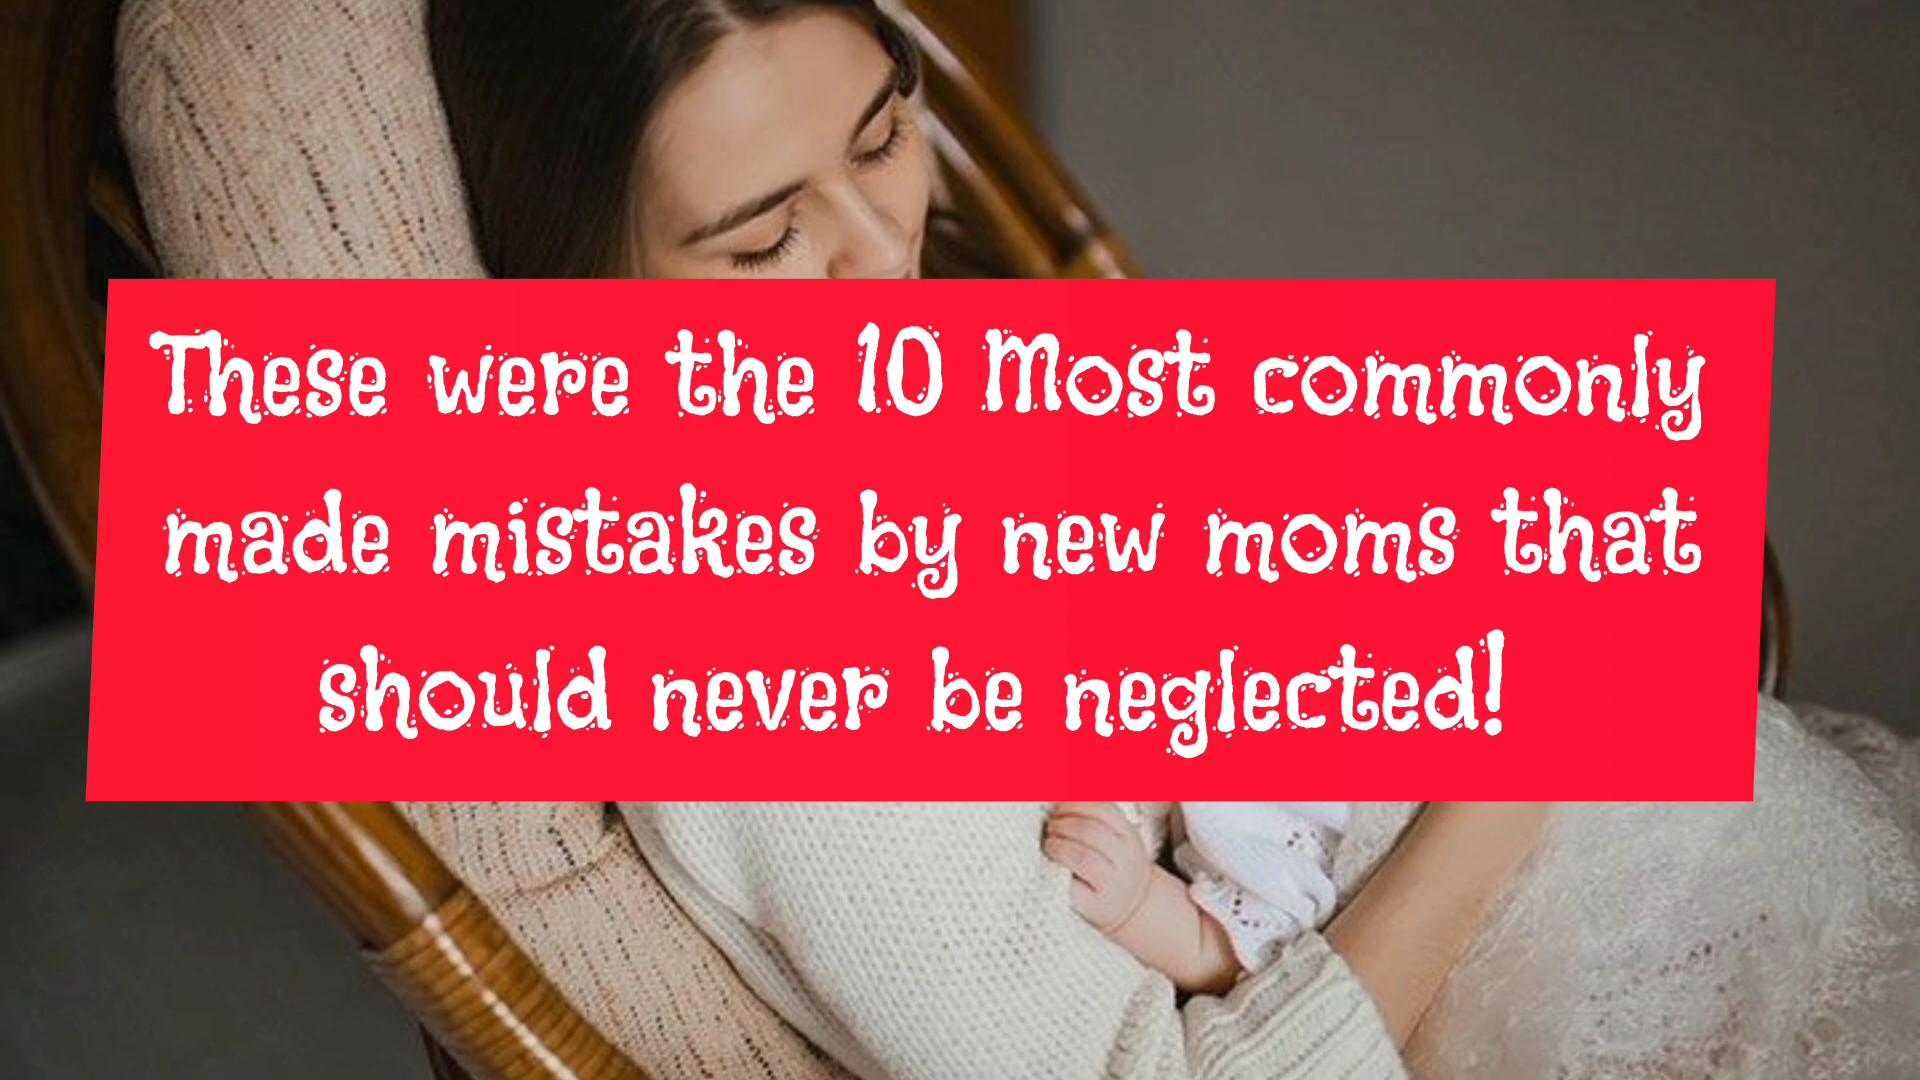 These were the 10 Most commonly
made mistakes by new moms that
should never be neglected!